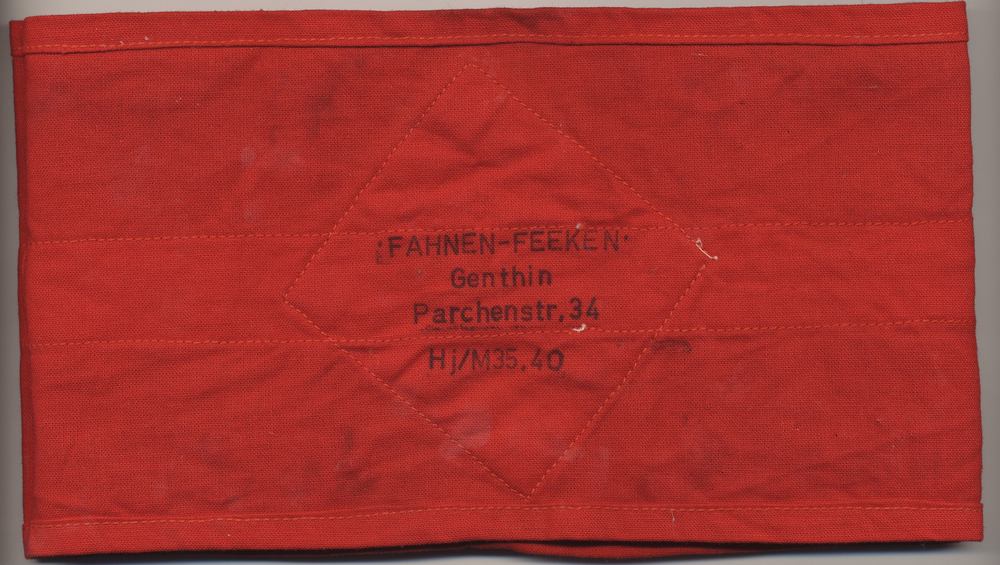 FAHNEN-FEEKEN
Genthin
Parchenstr.34
Hj/M35.40